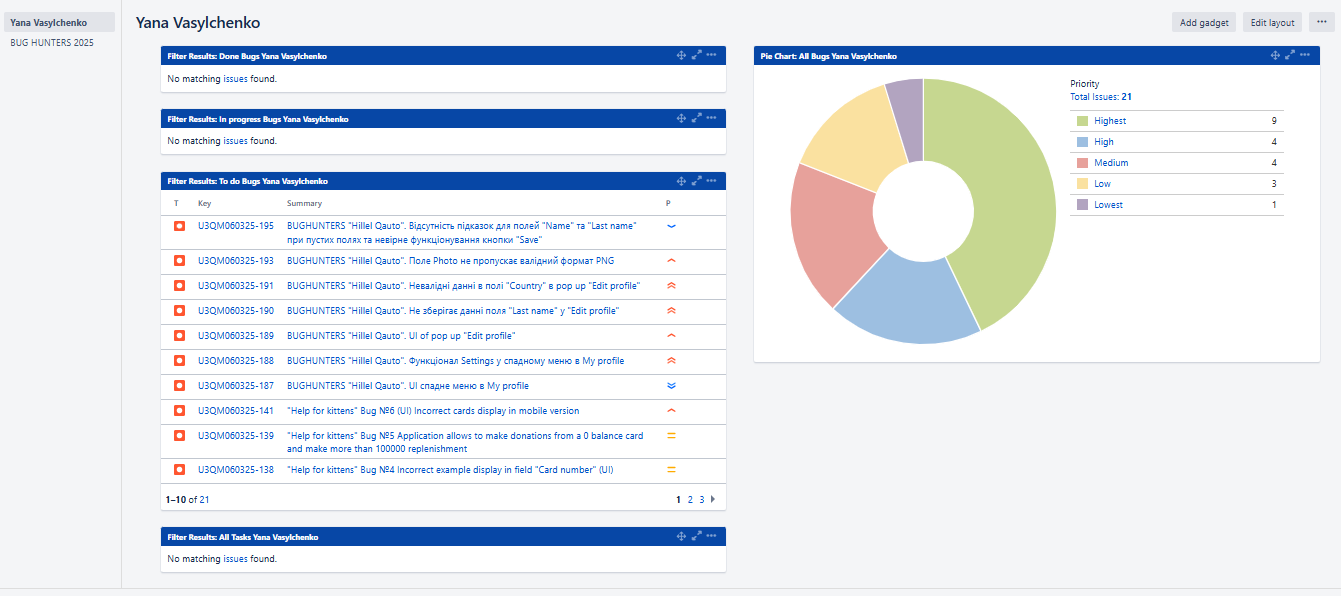 Yana Vasylchenko
BUG HUNTERS 2025
Yana Vasylchenko
Add gadget
Edit layout
Filter Results: Done Bugs Yana Vasylchenko
No matching issues found.
Filter Results: In progress Bugs Yana Vasylchenko
No matching issues found.
Filter Results: To do Bugs Yana Vasylchenko
T Key Summary P
U3QM060325-195 BUGHUNTERS "Hillel Qauto". Відсутність підказок для полей "Name" та "Last name"
при пустих полях та невірне функціонування кнопки "Save"
U3QM060325-193 BUGHUNTERS "Hillel Qauto". Поле Photo не пропускає валідний формат PNG
U3QM060325-191 BUGHUNTERS "Hillel Qauto". Невалідні данні в полі "Country" в pop up "Edit profile"
U3QM060325-190 BUGHUNTERS "Hillel Qauto". Не зберігає данні поля "Last name" у "Edit profile"
U3QM060325-189 BUGHUNTERS "Hillel Qauto". UI of pop up "Edit profile"
U3QM060325-188 BUGHUNTERS "Hillel Qauto". Функціонал Settings у спадному меню в My profile
U3QM060325-187 BUGHUNTERS "Hillel Qauto". UI спадне меню в My profile
U3QM060325-141 "Help for kittens" Bug №6 (UI) Incorrect cards display in mobile version
U3QM060325-139 "Help for kittens" Bug №5 Application allows to make donations from a 0 balance card
and make more than 100000 replenishment
U3QM060325-138 "Help for kittens" Bug №4 Incorrect example display in field "Card number" (UI)
1–10 of 21
1 2 3
Filter Results: All Tasks Yana Vasylchenko
No matching issues found.
Pie Chart: All Bugs Yana Vasylchenko
Priority
Total Issues: 21
Highest 9
High 4
Medium 4
Low 3
Lowest 1